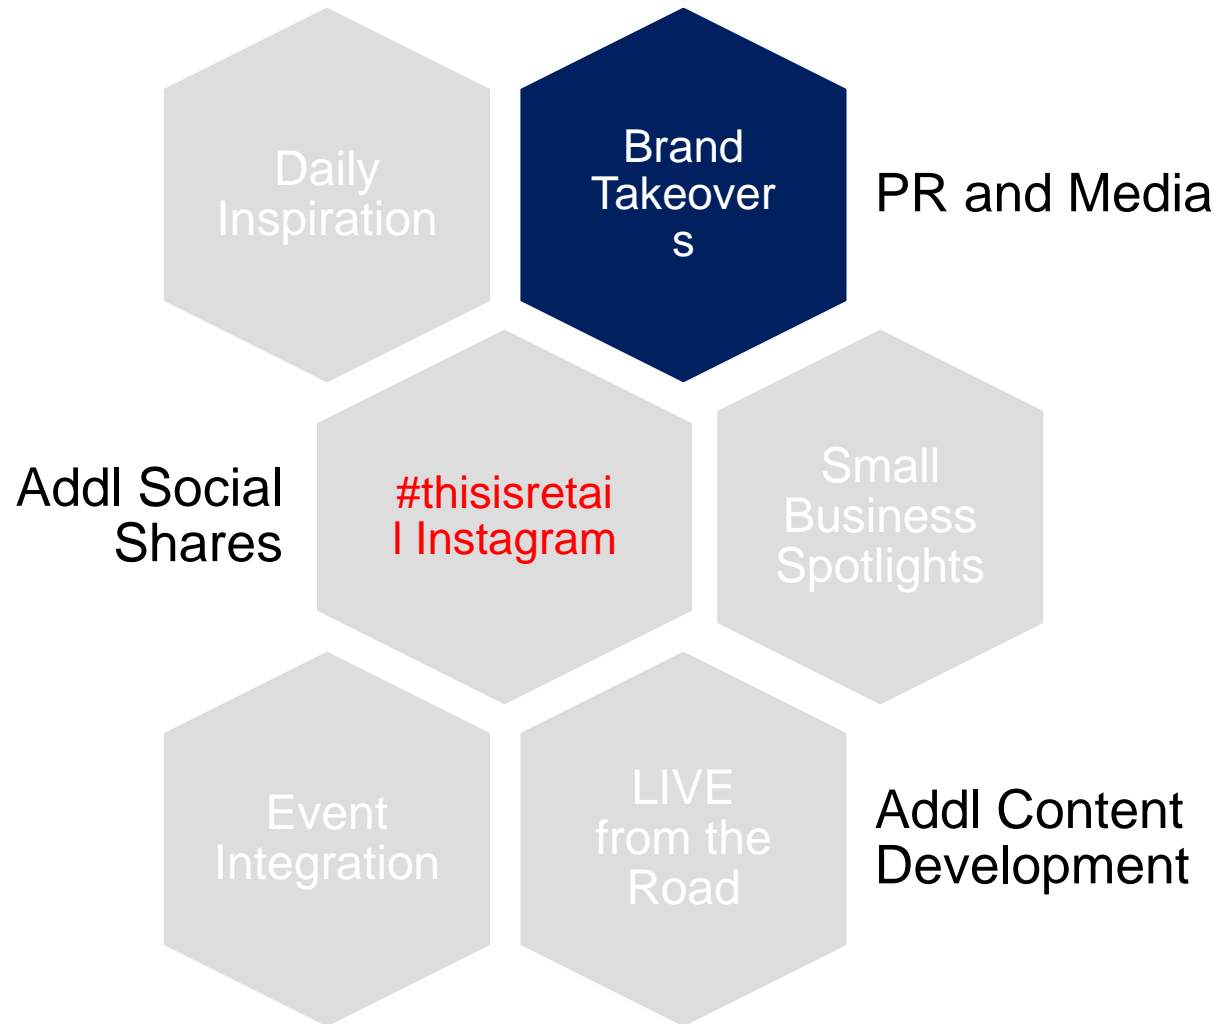 Daily
Inspiration
Brand
Takeover
s
PR and Media
Addl Social
Shares
#thisisretai
l Instagram
Small
Business
Spotlights
Event
Integration
LIVE
from the
Road
Addl Content
Development